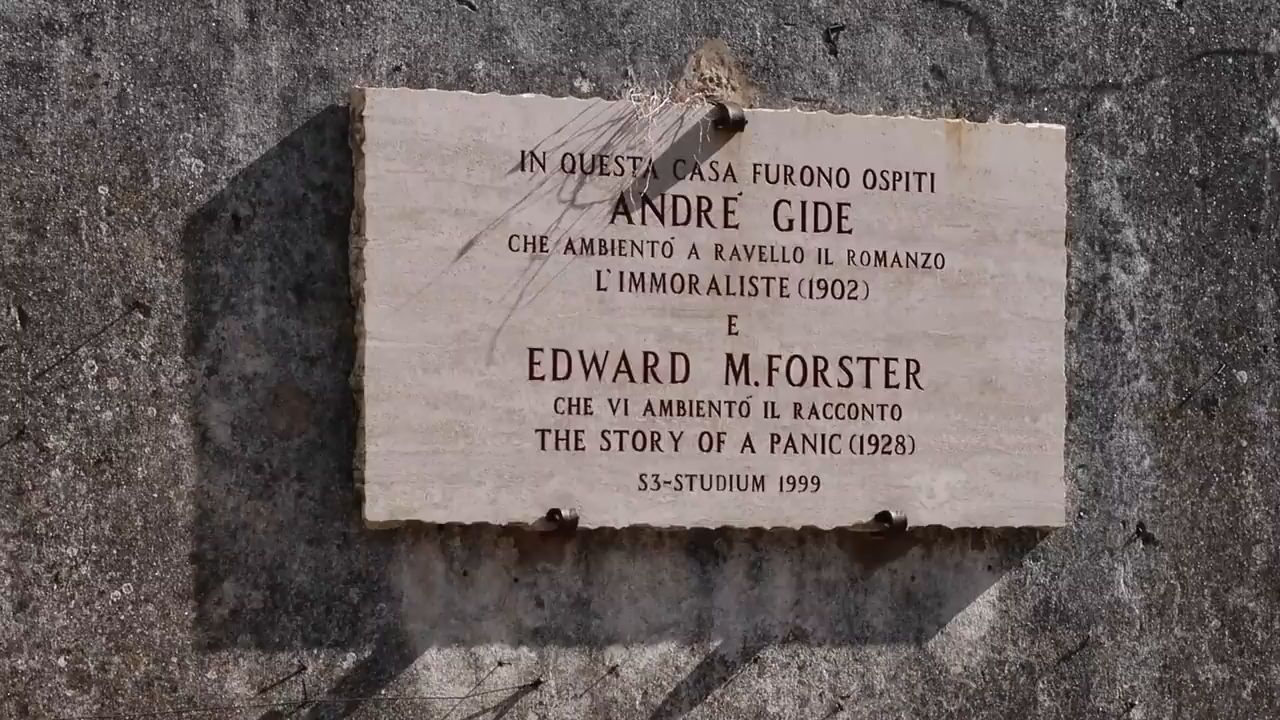 IN QUESTA CASA FURONO OSPITI
ANDRÉ GIDE
CHE AMBIENTÒ A RAVELLO IL ROMANZO
L'IMMORALISTE (1902)
E
EDWARD M. FORSTER
CHE VI AMBIENTÒ IL RACCONTO
THE STORY OF A PANIC (1928)
S3-STUDIUM 1999